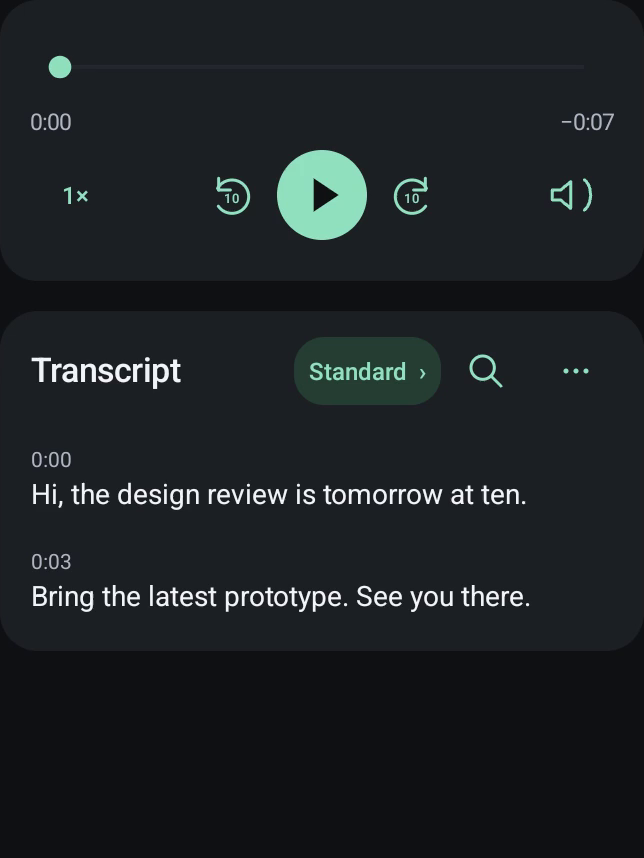 0:00
−0:07
1×
10
10
Transcript
Standard ›
0:00
Hi, the design review is tomorrow at ten.
0:03
Bring the latest prototype. See you there.